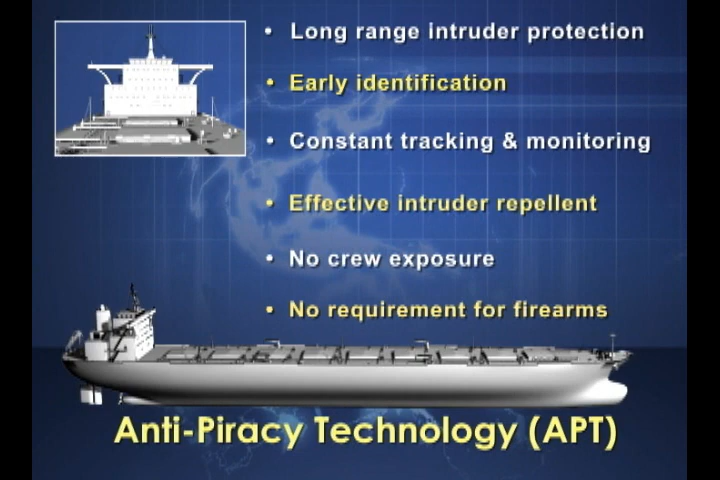 • Long range intruder protection
• Early identification
• Constant tracking & monitoring
• Effective intruder repellent
• No crew exposure
• No requirement for firearms
Anti-Piracy Technology (APT)